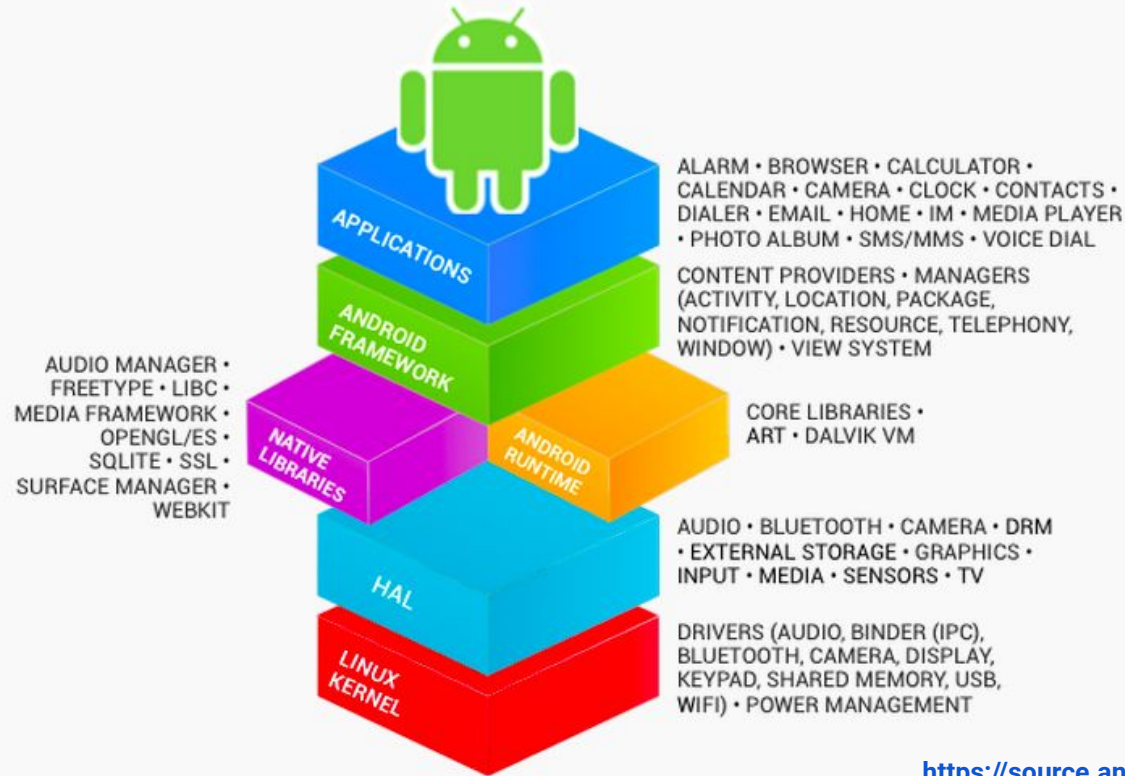 APPLICATIONS
ALARM • BROWSER • CALCULATOR •
CALENDAR • CAMERA • CLOCK • CONTACTS •
DIALER • EMAIL • HOME • IM • MEDIA PLAYER
• PHOTO ALBUM • SMS/MMS • VOICE DIAL
ANDROID
FRAMEWORK
CONTENT PROVIDERS • MANAGERS
(ACTIVITY, LOCATION, PACKAGE,
NOTIFICATION, RESOURCE, TELEPHONY,
WINDOW) • VIEW SYSTEM
AUDIO MANAGER •
FREETYPE • LIBC •
MEDIA FRAMEWORK •
OPENGL/ES •
SQLITE • SSL •
SURFACE MANAGER •
WEBKIT
NATIVE
LIBRARIES
ANDROID
RUNTIME
CORE LIBRARIES •
ART • DALVIK VM
HAL
AUDIO • BLUETOOTH • CAMERA • DRM
• EXTERNAL STORAGE • GRAPHICS •
INPUT • MEDIA • SENSORS • TV
LINUX
KERNEL
DRIVERS (AUDIO, BINDER (IPC),
BLUETOOTH, CAMERA, DISPLAY,
KEYPAD, SHARED MEMORY, USB,
WIFI) • POWER MANAGEMENT
https://source.an